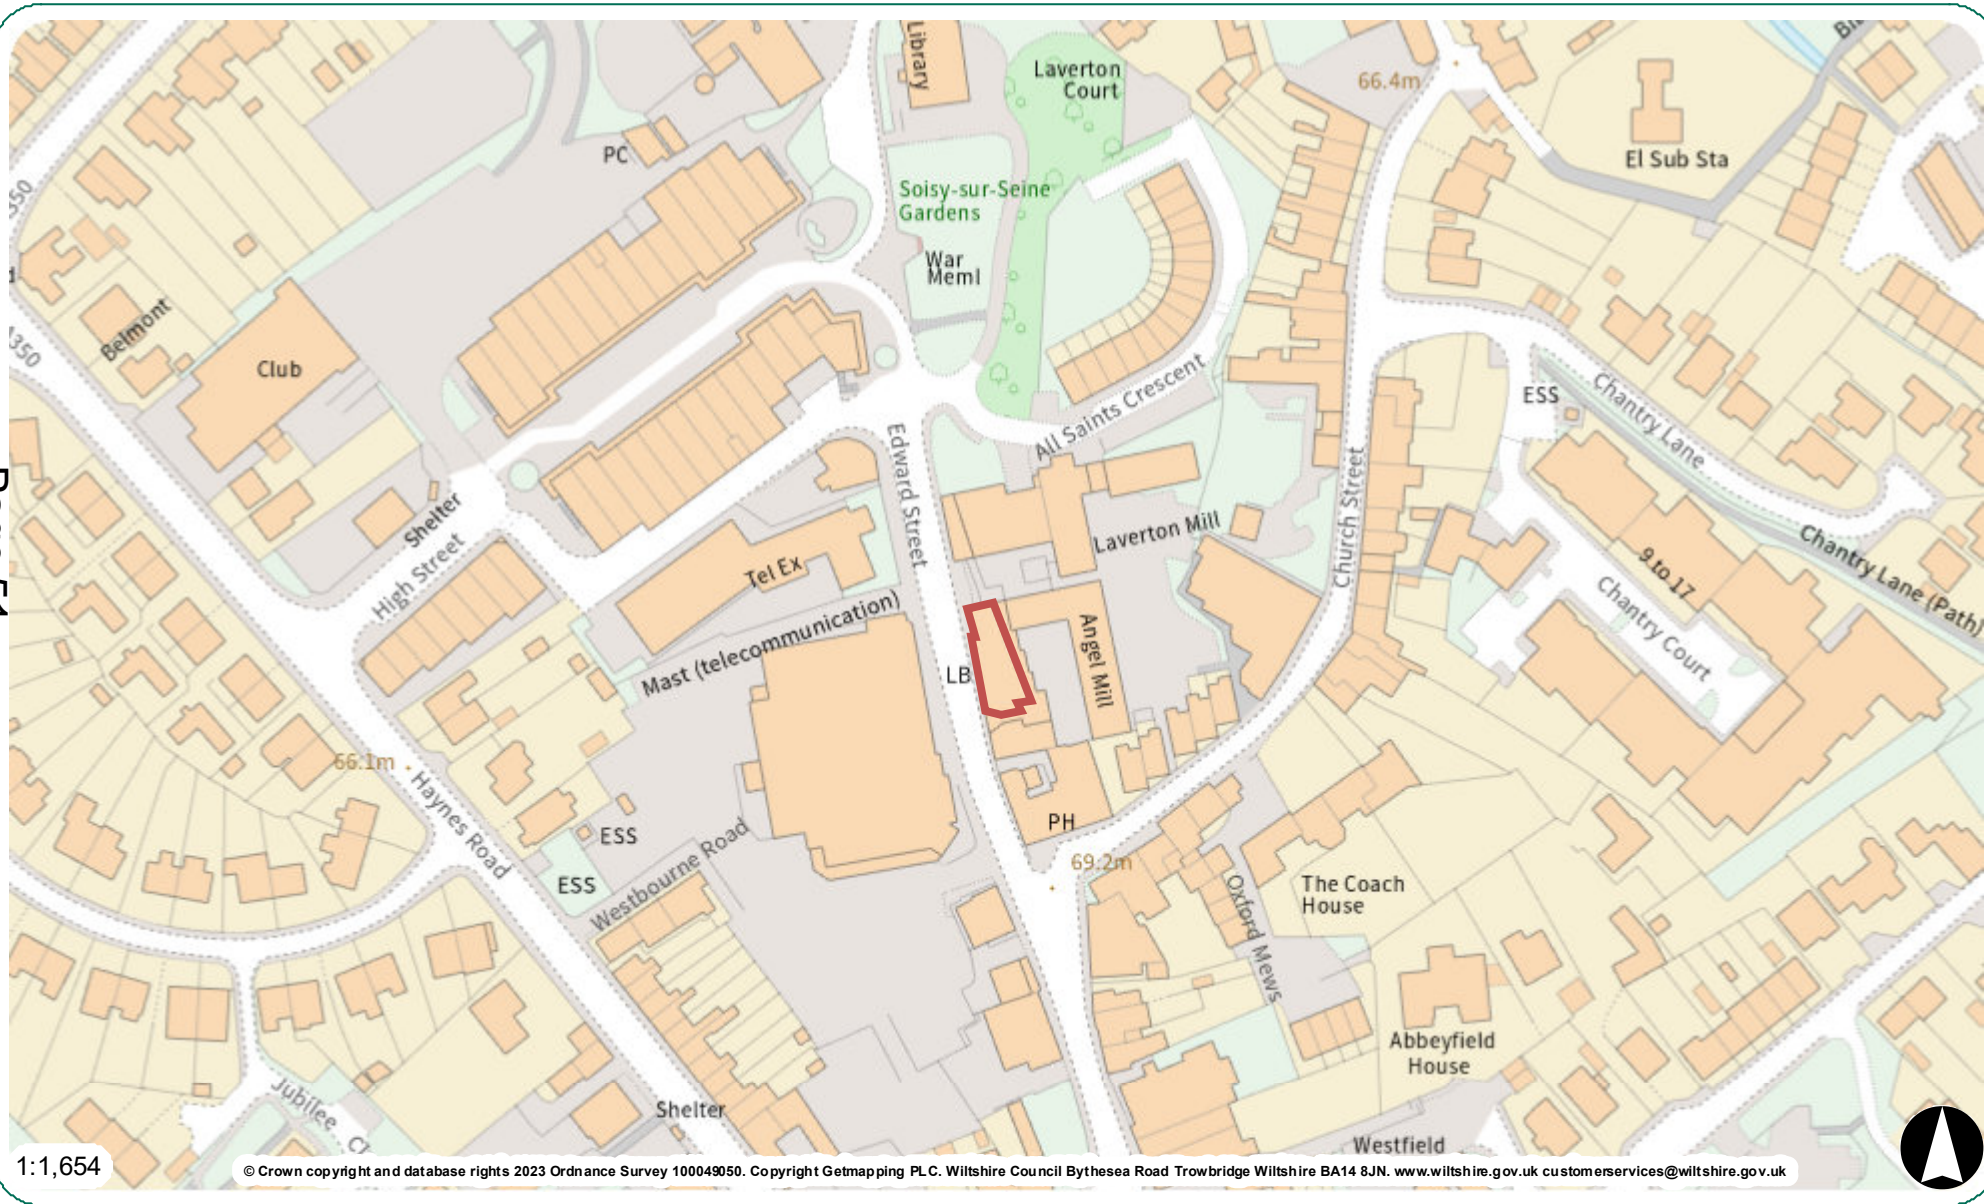 Library
Laverton
Court
66.4m
El Sub Sta
PC
Soisy-sur-Seine
Gardens
War
Meml
Belmont
Club
350
Chantry Lane
ESS
All Saints Crescent
Edward Street
Church Street
Shelter
High Street
Laverton Mill
Tel Ex
Chantry Lane (Path)
9 to 17
Chantry Court
Mast (telecommunication)
Angel Mill
LB
66.1m
Haynes Road
PH
69.2m
ESS
ESS
Westbourne Road
Oxford Mews
The Coach
House
Abbeyfield
House
Jubilee Cl
Shelter
Westfield
1:1,654
© Crown copyright and database rights 2023 Ordnance Survey 100049050. Copyright Getmapping PLC. Wiltshire Council Bythesea Road Trowbridge Wiltshire BA14 8JN. www.wiltshire.gov.uk customerservices@wiltshire.gov.uk